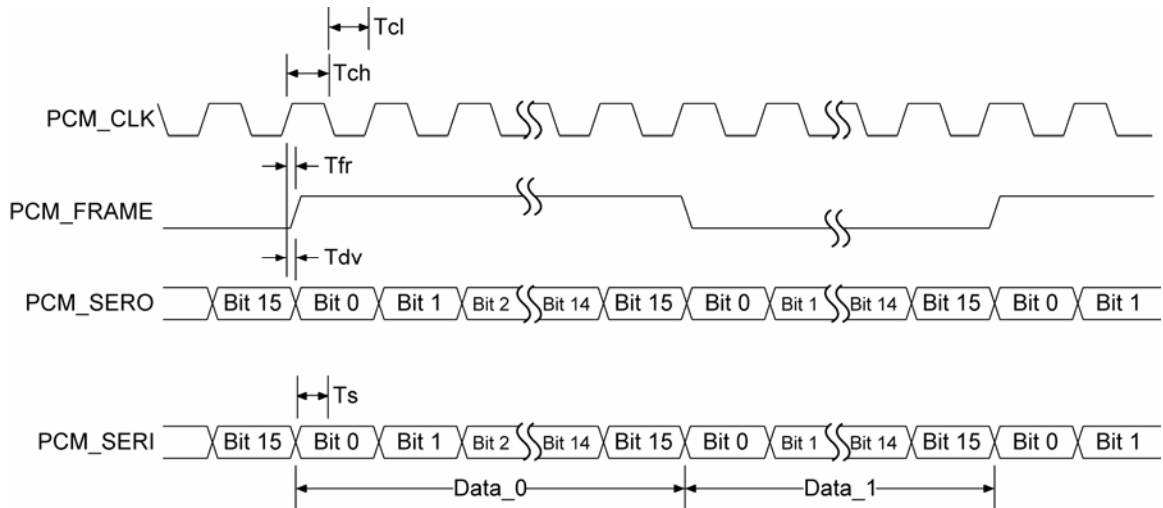 Tcl
Tch
PCM_CLK
Tfr
PCM_FRAME
Tdv
PCM_SERO Bit 15 Bit 0 Bit 1 Bit 2 Bit 14 Bit 15 Bit 0 Bit 1 Bit 14 Bit 15 Bit 0 Bit 1
Ts
PCM_SERI Bit 15 Bit 0 Bit 1 Bit 2 Bit 14 Bit 15 Bit 0 Bit 1 Bit 14 Bit 15 Bit 0 Bit 1
Data_0 Data_1